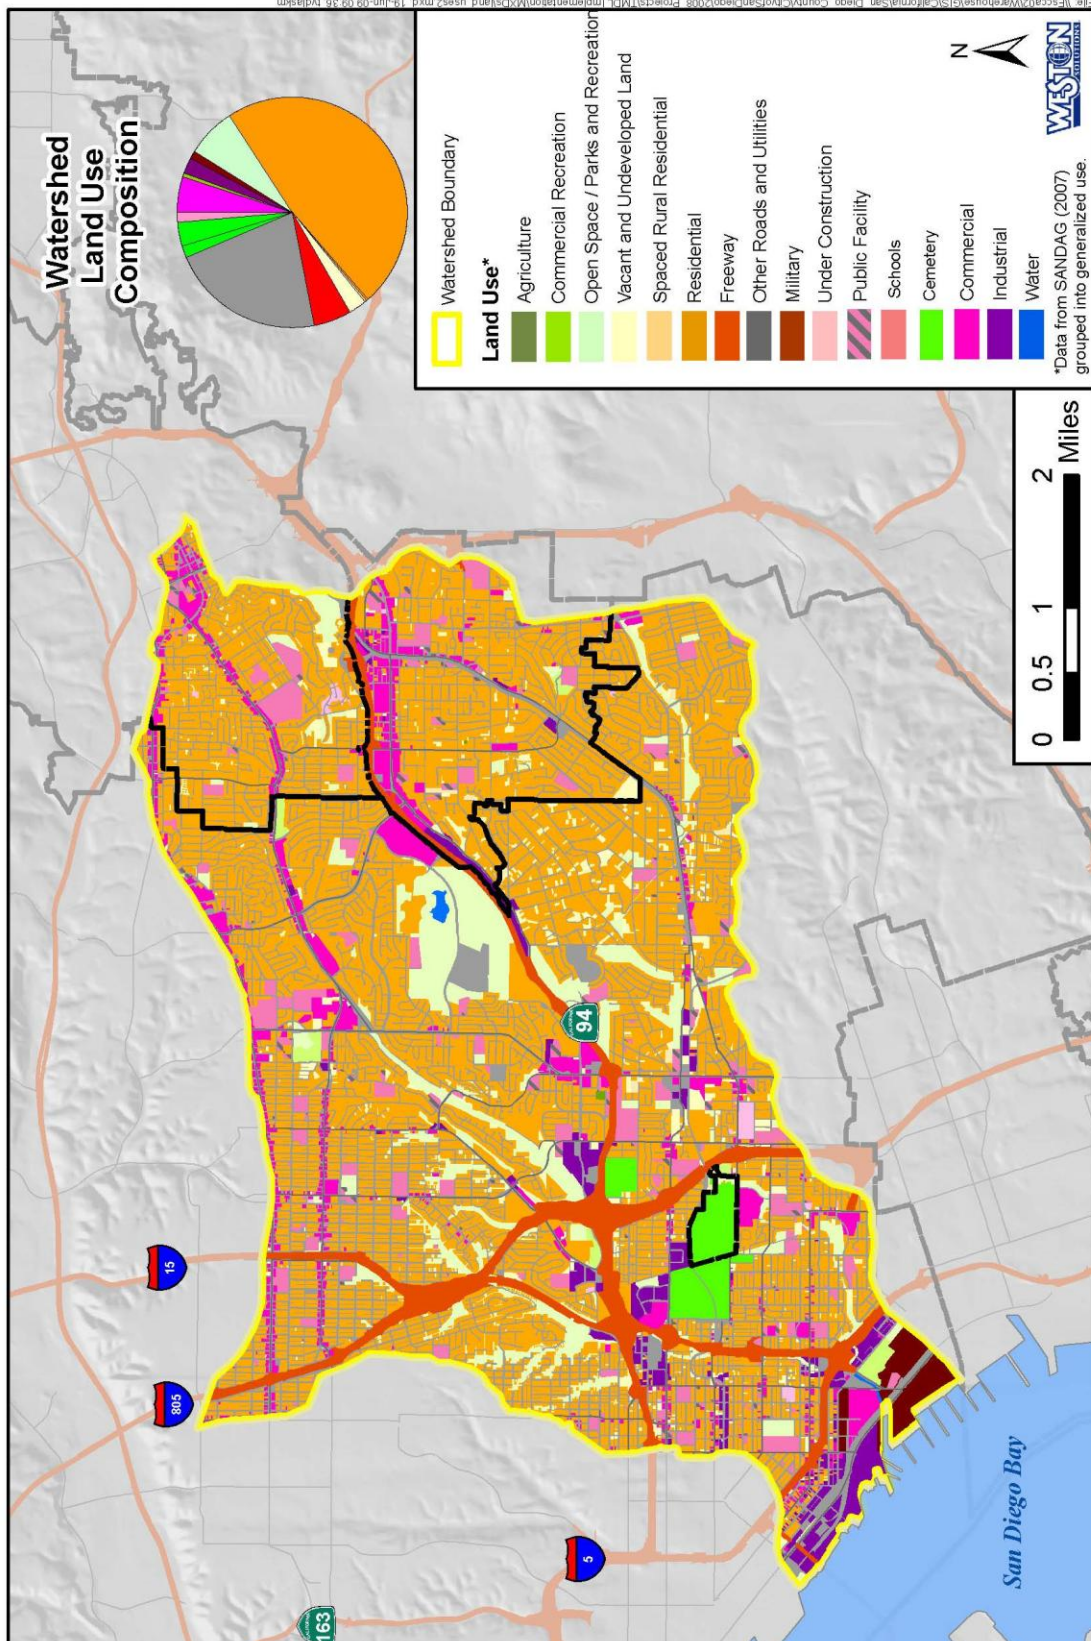 Watershed
Land Use
Composition
Watershed Boundary
Land Use*
Agriculture
Commercial Recreation
Open Space / Parks and Recreation
Vacant and Undeveloped Land
Spaced Rural Residential
Residential
Freeway
Other Roads and Utilities
Military
Under Construction
Public Facility
Schools
Cemetery
Commercial
Industrial
Water
*Data from SANDAG (2007)
grouped into generalized use.
N
WESTON
SOLUTIONS
0 0.5 1 2
Miles
15
805
5
CALIFORNIA
163
CALIFORNIA
94
San Diego Bay